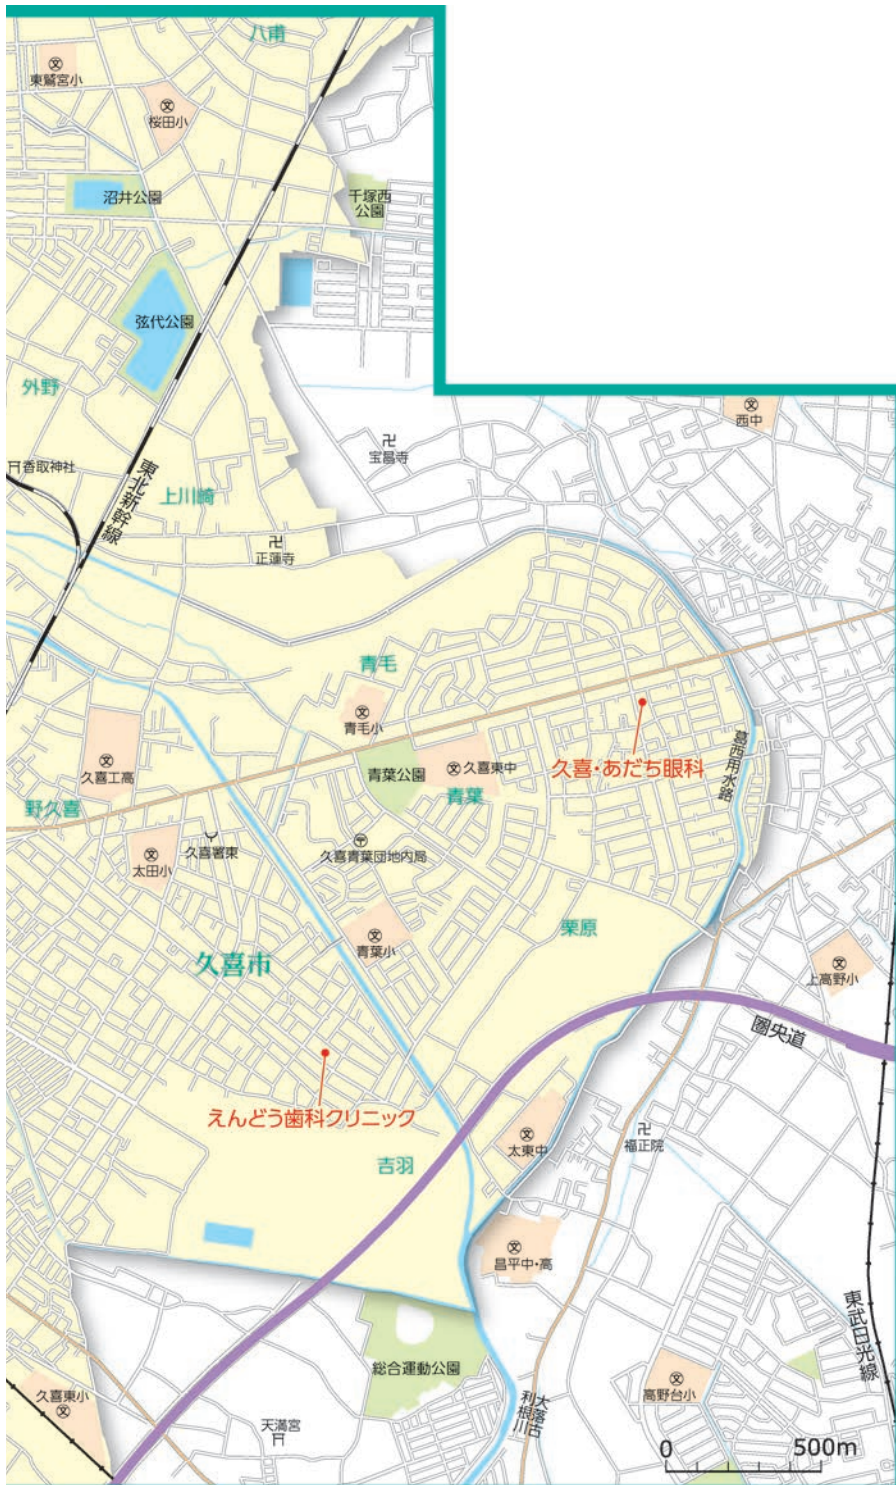 八甫
東鷲宮小
桜田小
沼井公園
千塚西
公園
弦代公園
外野
西中
宝昌寺
香取神社
東北新幹線
上川崎
正蓮寺
青毛
青毛小
久喜・あだち眼科
葛西用水路
久喜工高
青葉公園
久喜東中
青葉
野久喜
太田小
久喜署東
久喜青葉団地内局
青葉小
栗原
久喜市
上高野小
圏央道
えんどう歯科クリニック
太東中
福正院
吉羽
昌平中・高
東武日光線
総合運動公園
久喜東小
高野台小
大落古
利根川
天満宮
0 500m